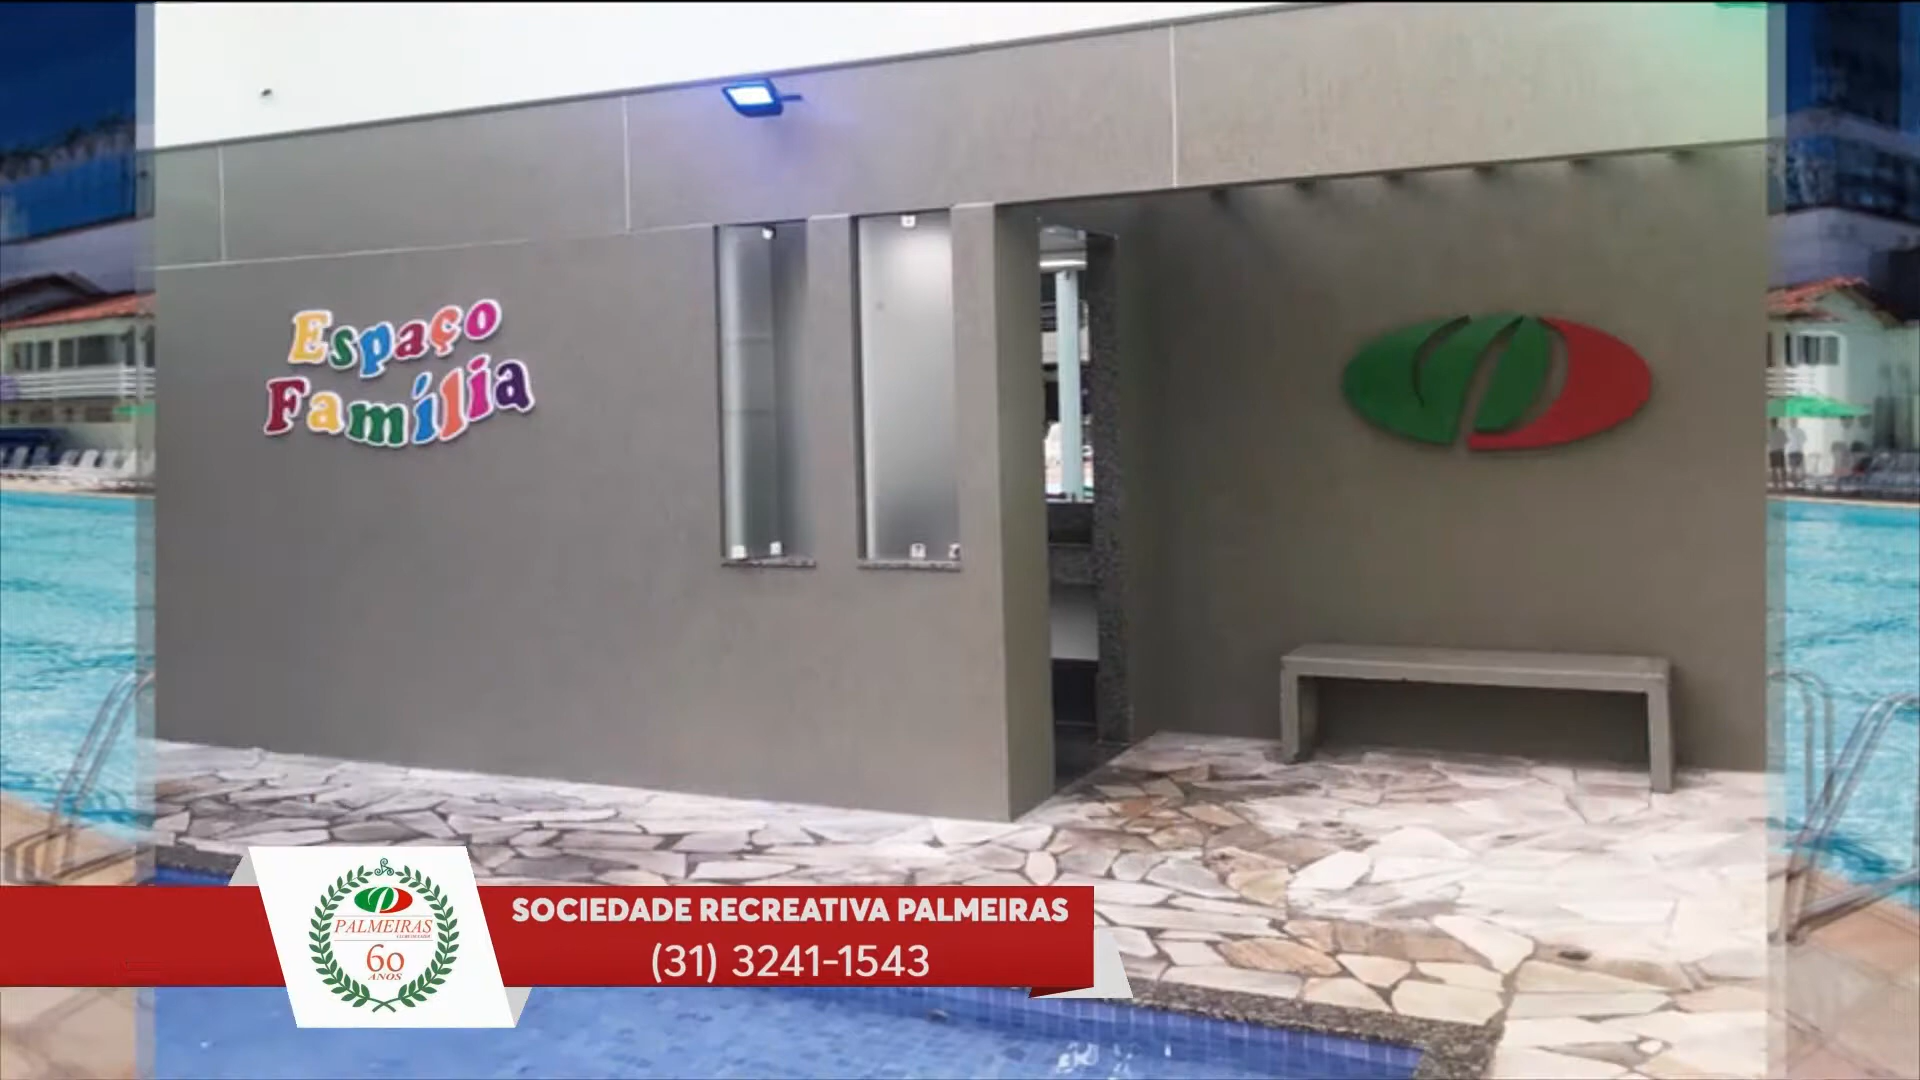 Espaço
Família
PALMEIRAS
60
ANOS
SOCIEDADE RECREATIVA PALMEIRAS
(31) 3241-1543